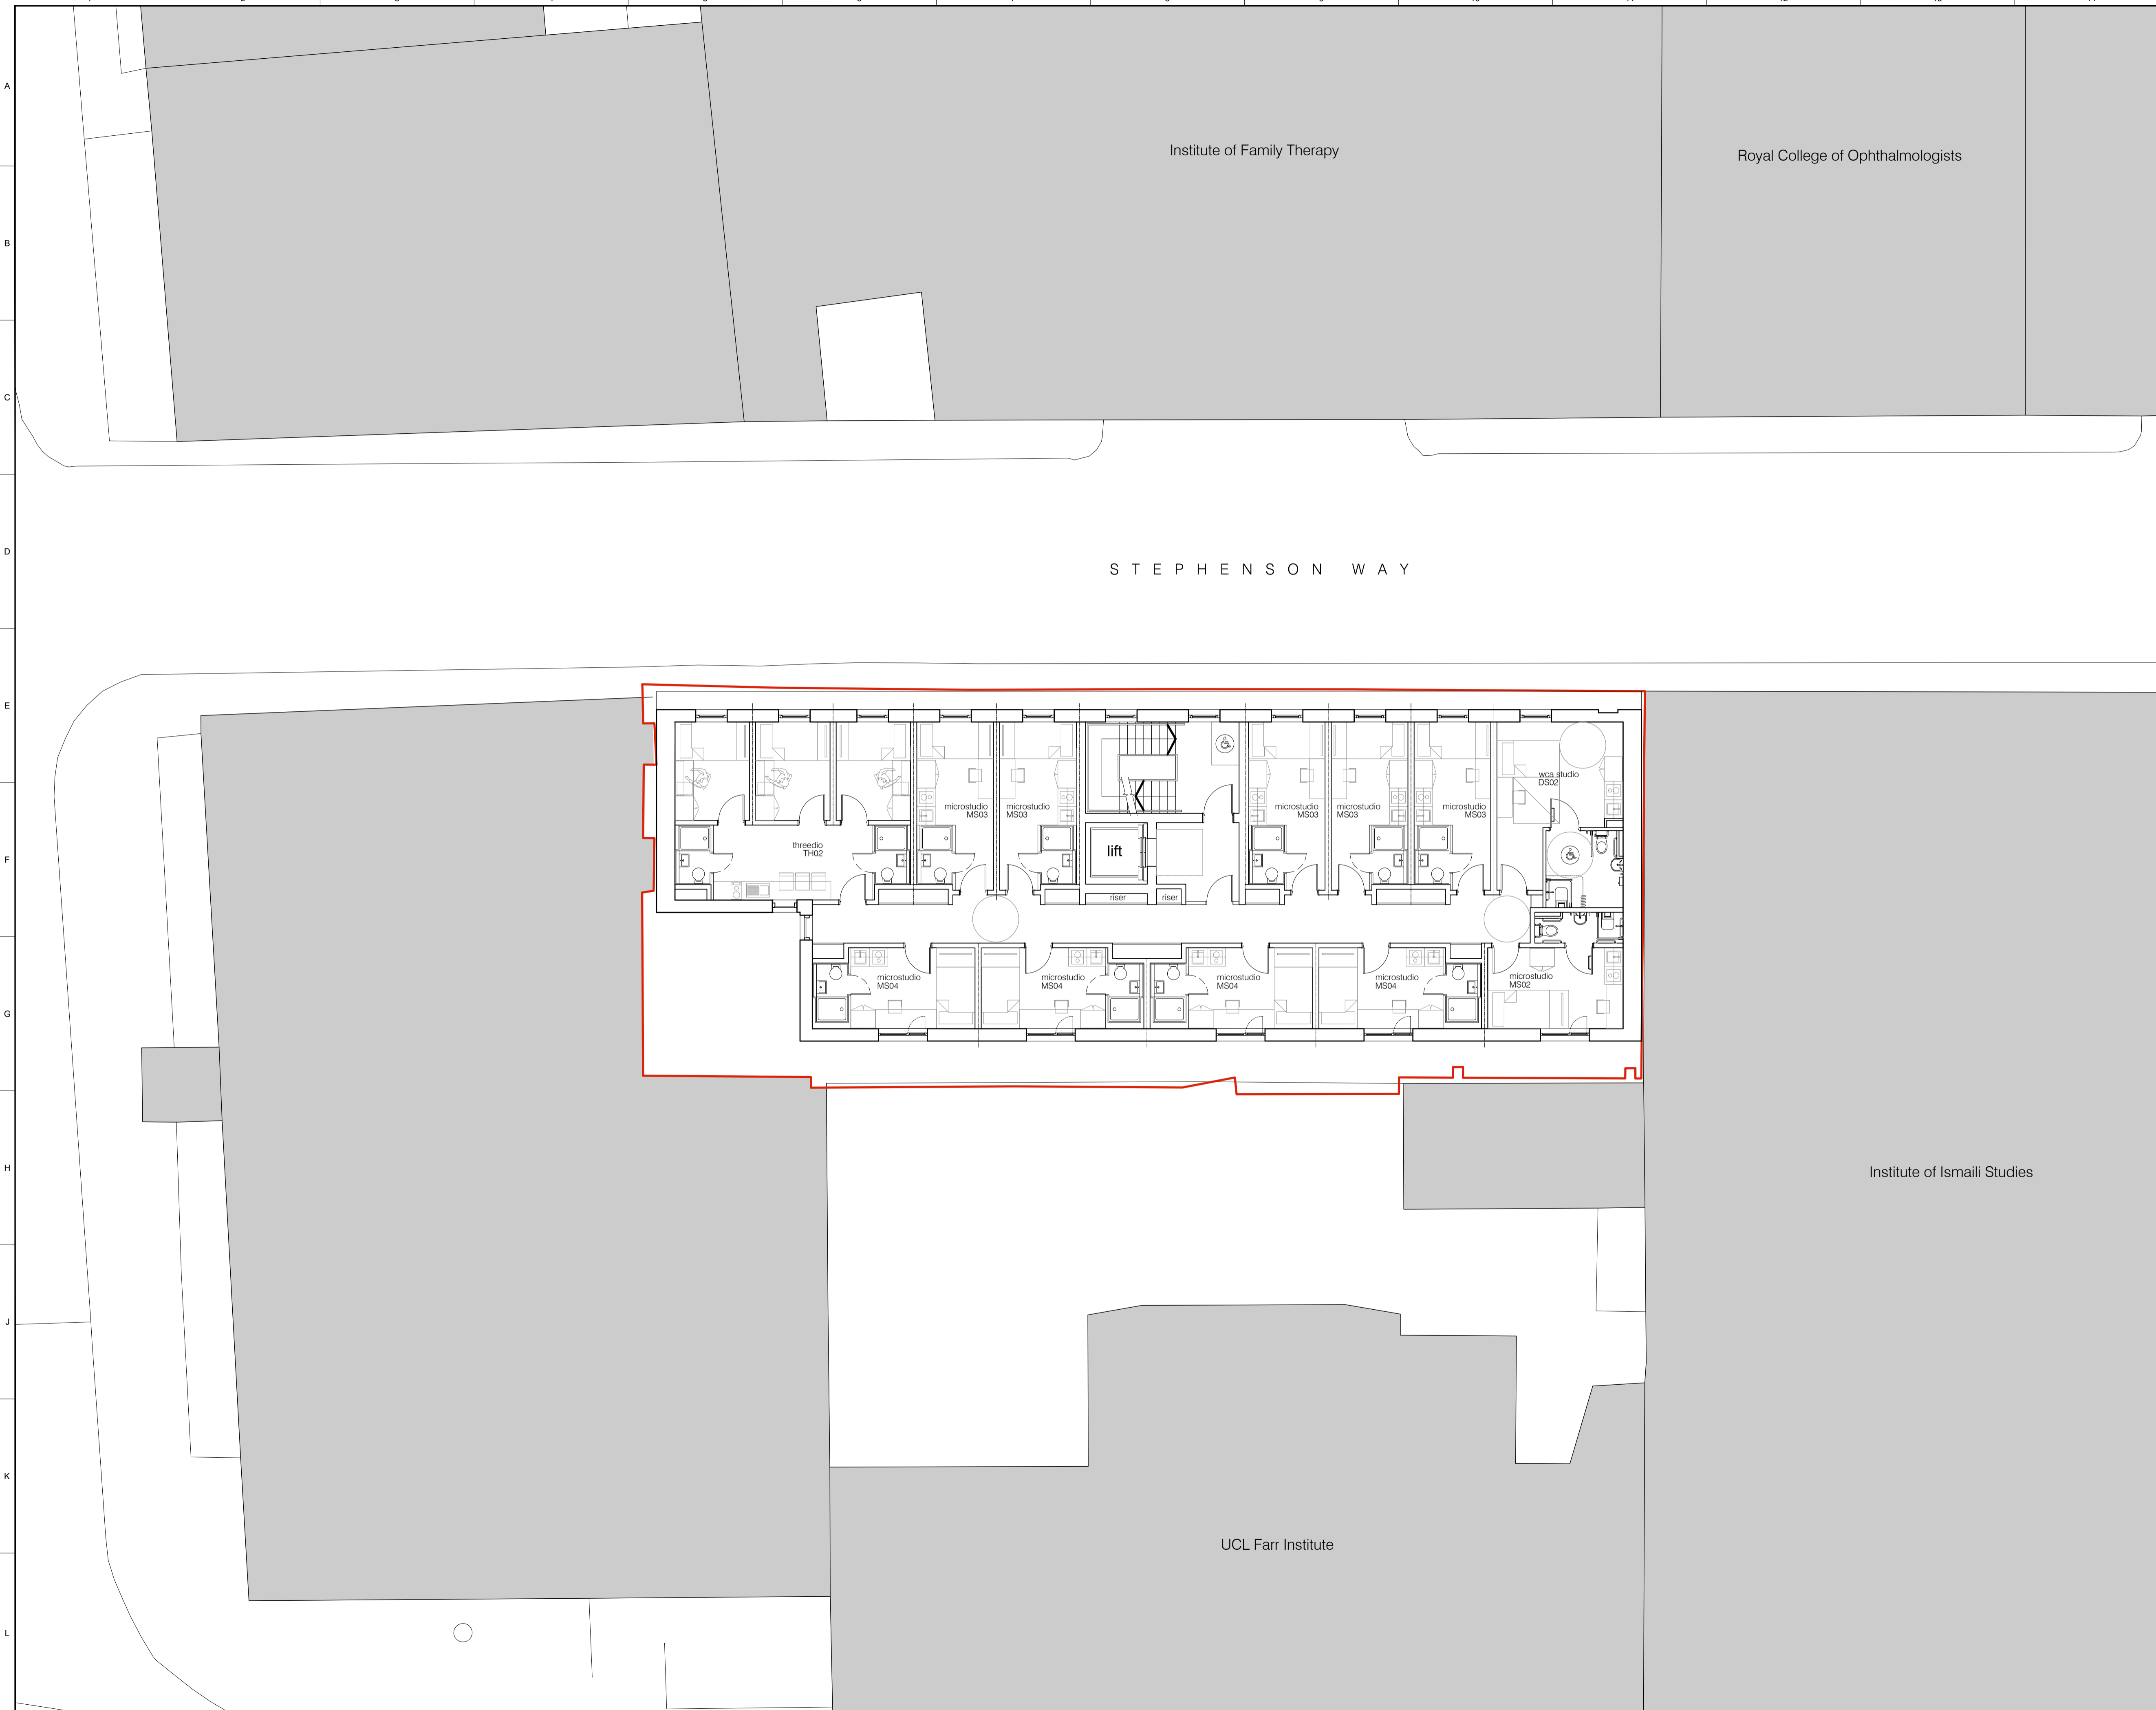 A
Institute of Family Therapy
Royal College of Ophthalmologists
B
C
D
STEPHENSON WAY
E
wca studio
DS02
microstudio
MS03
microstudio
MS03
microstudio
MS03
microstudio
MS03
microstudio
MS03
threedio
TH02
lift
F
riser
riser
microstudio
MS04
microstudio
MS04
microstudio
MS04
microstudio
MS04
microstudio
MS02
G
H
Institute of Ismaili Studies
J
K
UCL Farr Institute
L